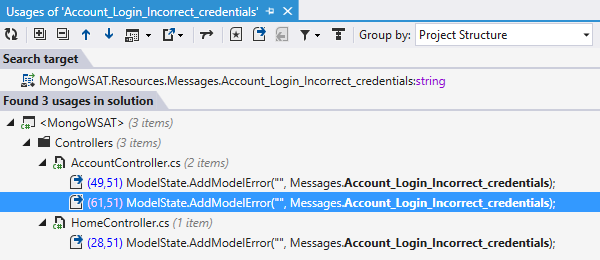 Usages of 'Account_Login_Incorrect_credentials'
Group by: Project Structure
Search target
MongoWSAT.Resources.Messages.Account_Login_Incorrect_credentials:string
Found 3 usages in solution
<MongoWSAT> (3 items)
Controllers (3 items)
AccountController.cs (2 items)
(49,51) ModelState.AddModelError("", Messages.Account_Login_Incorrect_credentials);
(61,51) ModelState.AddModelError("", Messages.Account_Login_Incorrect_credentials);
HomeController.cs (1 item)
(28,51) ModelState.AddModelError("", Messages.Account_Login_Incorrect_credentials);